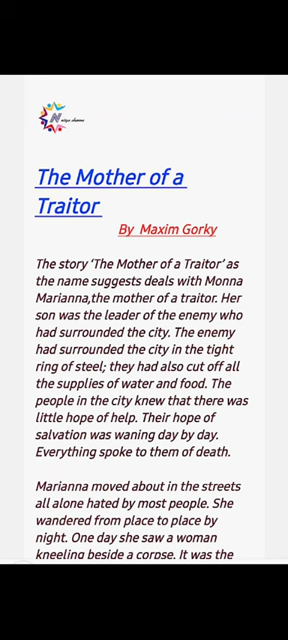 N
The Mother of a
Traitor
By Maxim Gorky
The story ‘The Mother of a Traitor’ as
the name suggests deals with Monna
Marianna,the mother of a traitor. Her
son was the leader of the enemy who
had surrounded the city. The enemy
had surrounded the city in the tight
ring of steel; they had also cut off all
the supplies of water and food. The
people in the city knew that there was
little hope of help. Their hope of
salvation was waning day by day.
Everything spoke to them of death.
Marianna moved about in the streets
all alone hated by most people. She
wandered from place to place by
night. One day she saw a woman
kneeling beside a corpse. It was the